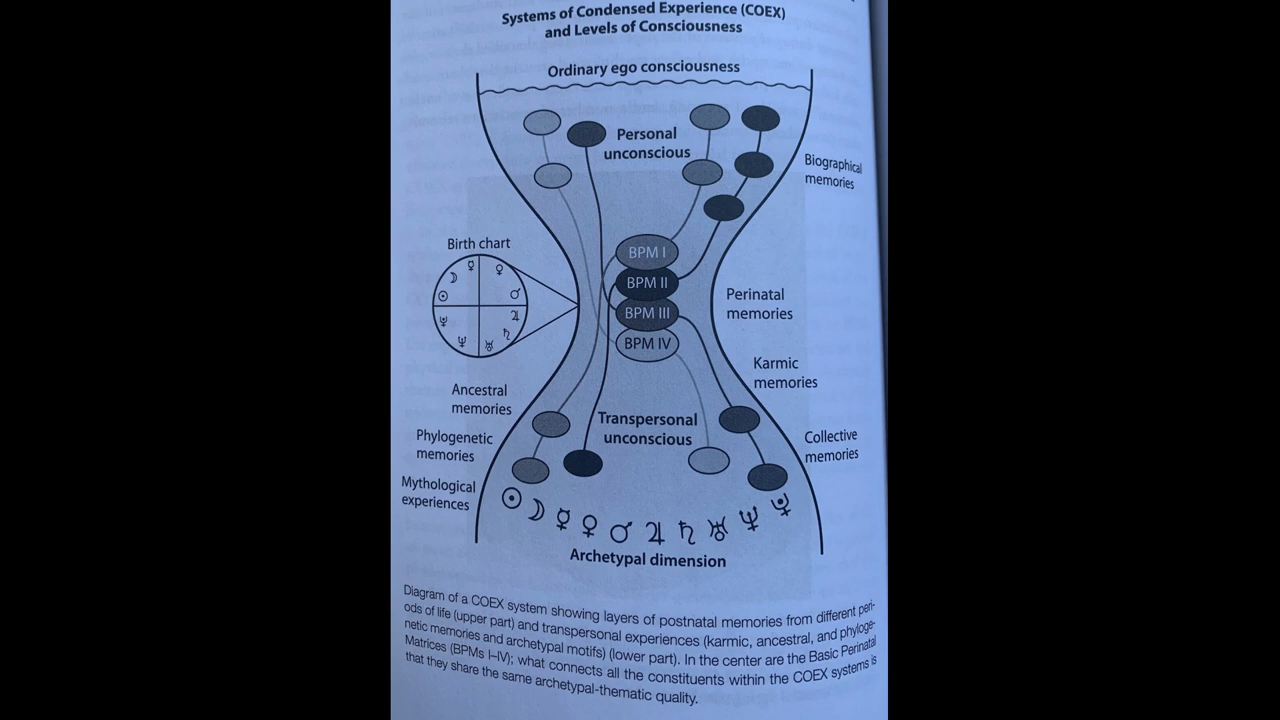 Systems of Condensed Experience (COEX)
and Levels of Consciousness
Ordinary ego consciousness
Personal
unconscious
Biographical
memories
Birth chart
BPM I
BPM II
BPM III
BPM IV
Perinatal
memories
Karmic
memories
Ancestral
memories
Transpersonal
unconscious
Phylogenetic
memories
Collective
memories
Mythological
experiences
Archetypal dimension
Diagram of a COEX system showing layers of postnatal memories from different peri-
ods of life (upper part) and transpersonal experiences (karmic, ancestral, and phyloge-
netic memories and archetypal motifs) (lower part). In the center are the Basic Perinatal
Matrices (BPMs I–IV); what connects all the constituents within the COEX systems is
that they share the same archetypal-thematic quality.